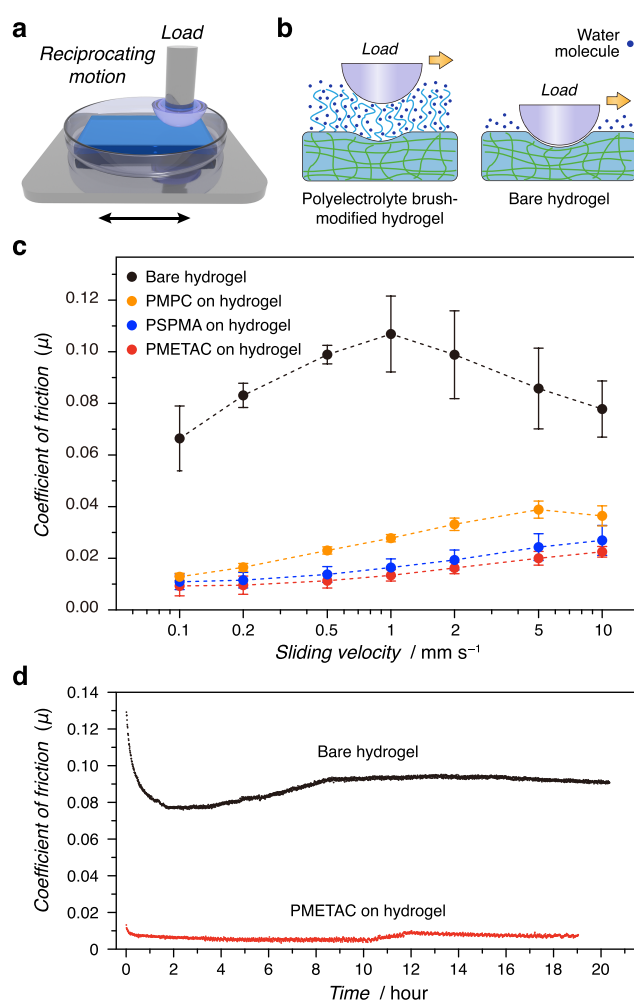 a
Load
Reciprocating
motion
b
Load
Water
molecule
Load
Polyelectrolyte brush-
modified hydrogel
Bare hydrogel
c
Coefficient of friction (μ)
0.12
0.10
0.08
0.06
0.04
0.02
0.00
Bare hydrogel
PMPC on hydrogel
PSPMA on hydrogel
PMETAC on hydrogel
0.1 0.2 0.5 1 2 5 10
Sliding velocity / mm s⁻¹
d
Coefficient of friction (μ)
0.14
0.12
0.10
0.08
0.06
0.04
0.02
0
Bare hydrogel
PMETAC on hydrogel
0 2 4 6 8 10 12 14 16 18 20
Time / hour